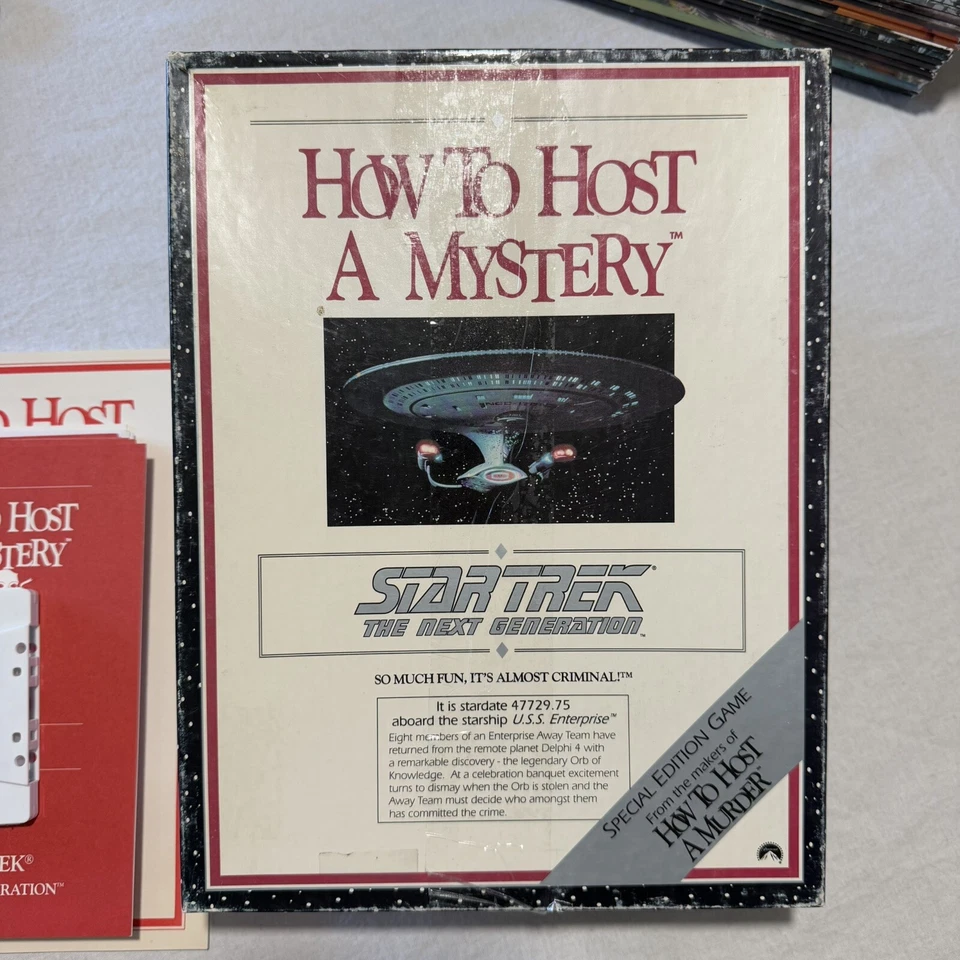 HOW TO HOST
A MYSTERY™
STAR TREK®
THE NEXT GENERATION™
SO MUCH FUN, IT'S ALMOST CRIMINAL!™
It is stardate 47729.75
aboard the starship U.S.S. Enterprise™
Eight members of an Enterprise Away Team have
returned from the remote planet Delphi 4 with
a remarkable discovery - the legendary Orb of
Knowledge. At a celebration banquet excitement
turns to dismay when the Orb is stolen and the
Away Team must decide who amongst them
has committed the crime.
SPECIAL EDITION GAME
From the makers of
HOW TO HOST
A MURDER™
HOST
HOST
STERY™
EK®
RATION™